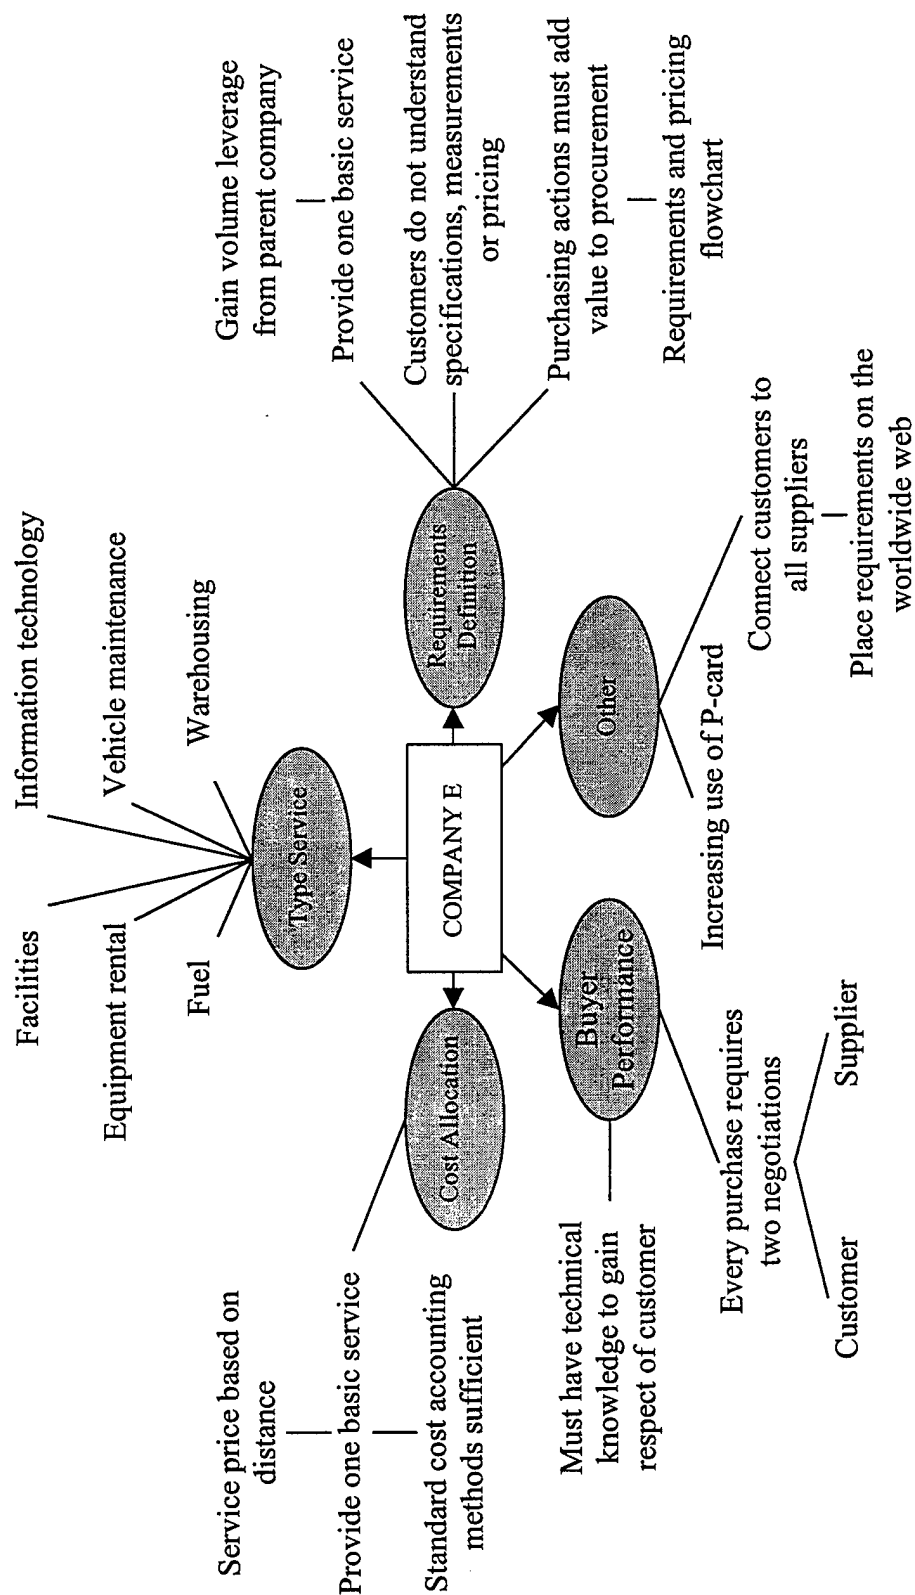 Facilities
Information technology
Equipment rental
Vehicle maintenance
Fuel
Warehousing
Type Service
Service price based on
distance
Provide one basic service
Standard cost accounting
methods sufficient
Cost Allocation
COMPANY E
Requirements
Definition
Gain volume leverage
from parent company
Provide one basic service
Customers do not understand
specifications, measurements
or pricing
Purchasing actions must add
value to procurement
Requirements and pricing
flowchart
Must have technical
knowledge to gain
respect of customer
Buyer
Performance
Every purchase requires
two negotiations
Customer
Supplier
Other
Increasing use of P-card
Connect customers to
all suppliers
Place requirements on the
worldwide web